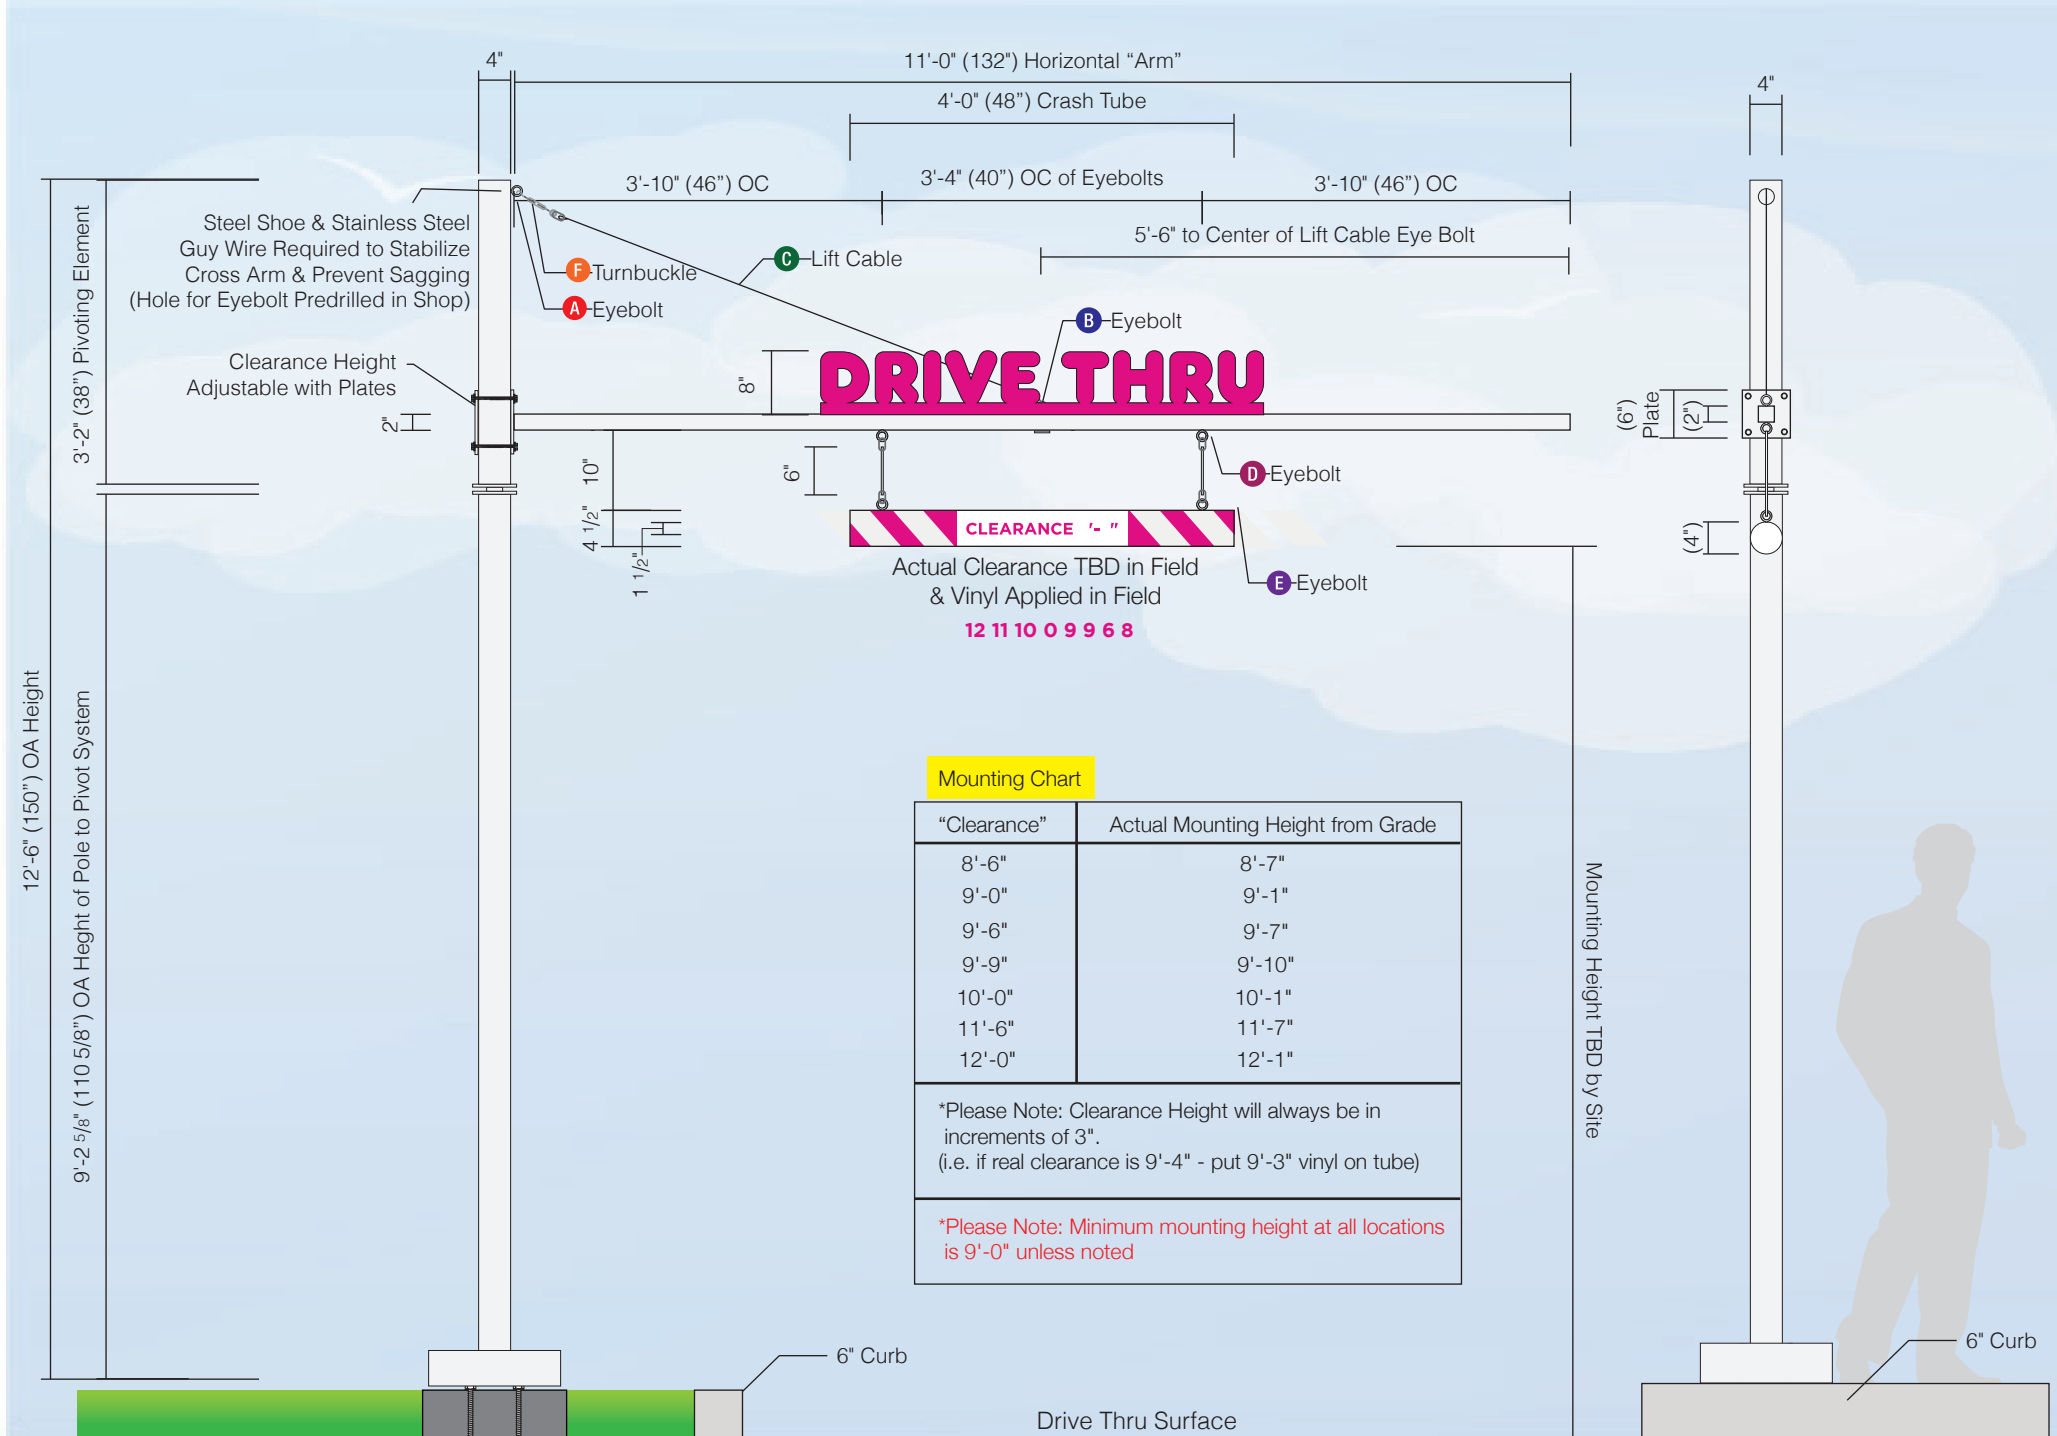 4"
11'-0" (132") Horizontal “Arm”
4'-0" (48”) Crash Tube
4"
3'-10" (46”) OC
3'-4" (40”) OC of Eyebolts
3'-10" (46”) OC
5'-6" to Center of Lift Cable Eye Bolt
Steel Shoe & Stainless Steel
Guy Wire Required to Stabilize
Cross Arm & Prevent Sagging
(Hole for Eyebolt Predrilled in Shop)
F Turnbuckle
A Eyebolt
C Lift Cable
B Eyebolt
Clearance Height
Adjustable with Plates
3'-2" (38”) Pivoting Element
8"
DRIVE THRU
2"
(6")
Plate
(2")
10"
6"
D Eyebolt
4 1/2"
1 1/2"
CLEARANCE '- "
(4")
Actual Clearance TBD in Field
& Vinyl Applied in Field
E Eyebolt
12 11 10 0 9 9 6 8
12'-6" (150”) OA Height
9'-2 5/8" (110 5/8”) OA Heght of Pole to Pivot System
Mounting Chart
“Clearance” Actual Mounting Height from Grade
8'-6" 8'-7"
9'-0" 9'-1"
9'-6" 9'-7"
9'-9" 9'-10"
10'-0" 10'-1"
11'-6" 11'-7"
12'-0" 12'-1"
*Please Note: Clearance Height will always be in
increments of 3".
(i.e. if real clearance is 9'-4" - put 9'-3" vinyl on tube)
*Please Note: Minimum mounting height at all locations
is 9'-0" unless noted
Mounting Height TBD by Site
6" Curb
6" Curb
Drive Thru Surface